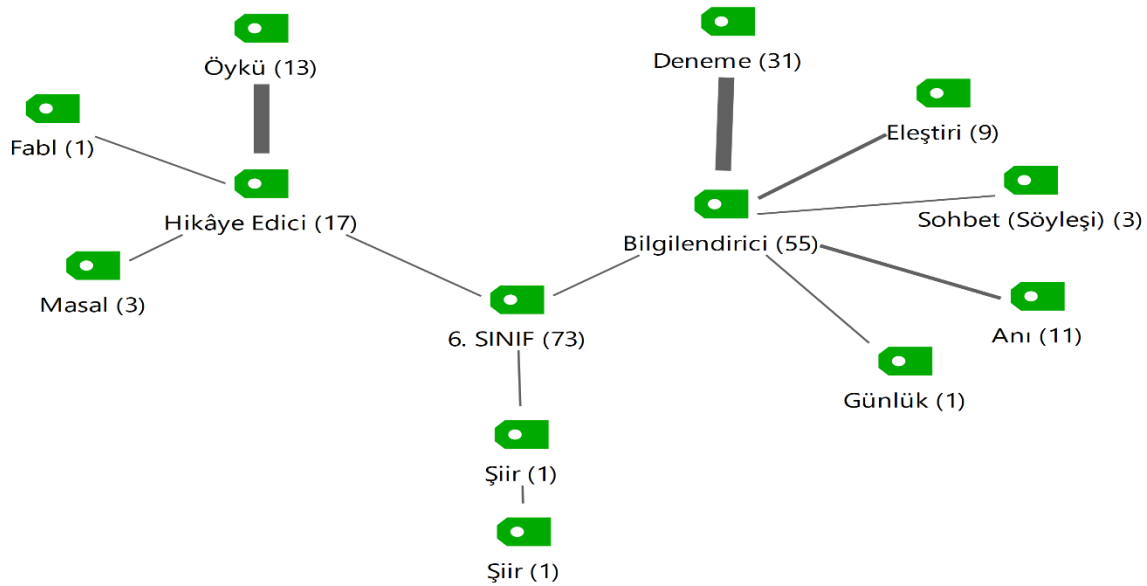 Öykü (13)
Deneme (31)
Fabl (1)
Eleştiri (9)
Hikâye Edici (17)
Sohbet (Söyleşi) (3)
Bilgilendirici (55)
Masal (3)
6. SINIF (73)
Anı (11)
Günlük (1)
Şiir (1)
Şiir (1)